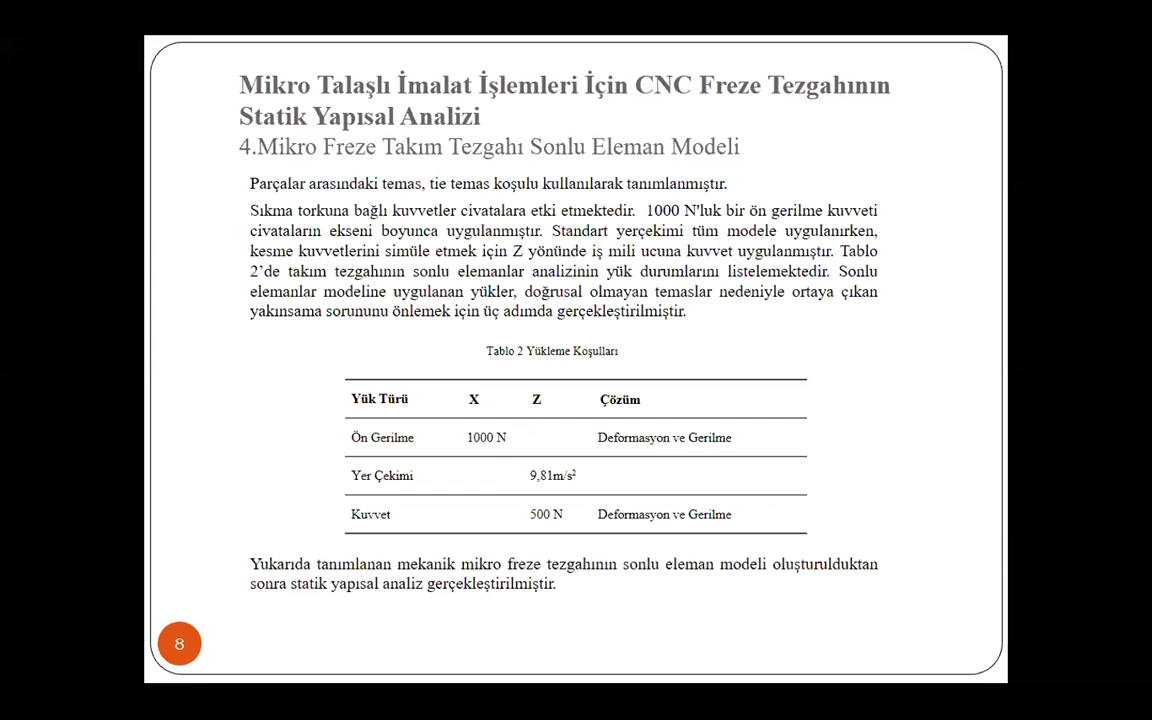 Mikro Talaşlı İmalat İşlemleri İçin CNC Freze Tezgahının
Statik Yapısal Analizi
4.Mikro Freze Takım Tezgahı Sonlu Eleman Modeli
Parçalar arasındaki temas, tie temas koşulu kullanılarak tanımlanmıştır.
Sıkma torkuna bağlı kuvvetler civatalara etki etmektedir. 1000 N'luk bir ön gerilme kuvveti
civataların ekseni boyunca uygulanmıştır. Standart yerçekimi tüm modele uygulanırken,
kesme kuvvetlerini simüle etmek için Z yönünde iş mili ucuna kuvvet uygulanmıştır. Tablo
2’de takım tezgahının sonlu elemanlar analizinin yük durumlarını listelemektedir. Sonlu
elemanlar modeline uygulanan yükler, doğrusal olmayan temaslar nedeniyle ortaya çıkan
yakınsama sorununu önlemek için üç adımda gerçekleştirilmiştir.
Tablo 2 Yükleme Koşulları
Yük Türü X Z Çözüm
Ön Gerilme 1000 N Deformasyon ve Gerilme
Yer Çekimi 9,81m/s²
Kuvvet 500 N Deformasyon ve Gerilme
Yukarıda tanımlanan mekanik mikro freze tezgahının sonlu eleman modeli oluşturulduktan
sonra statik yapısal analiz gerçekleştirilmiştir.
8